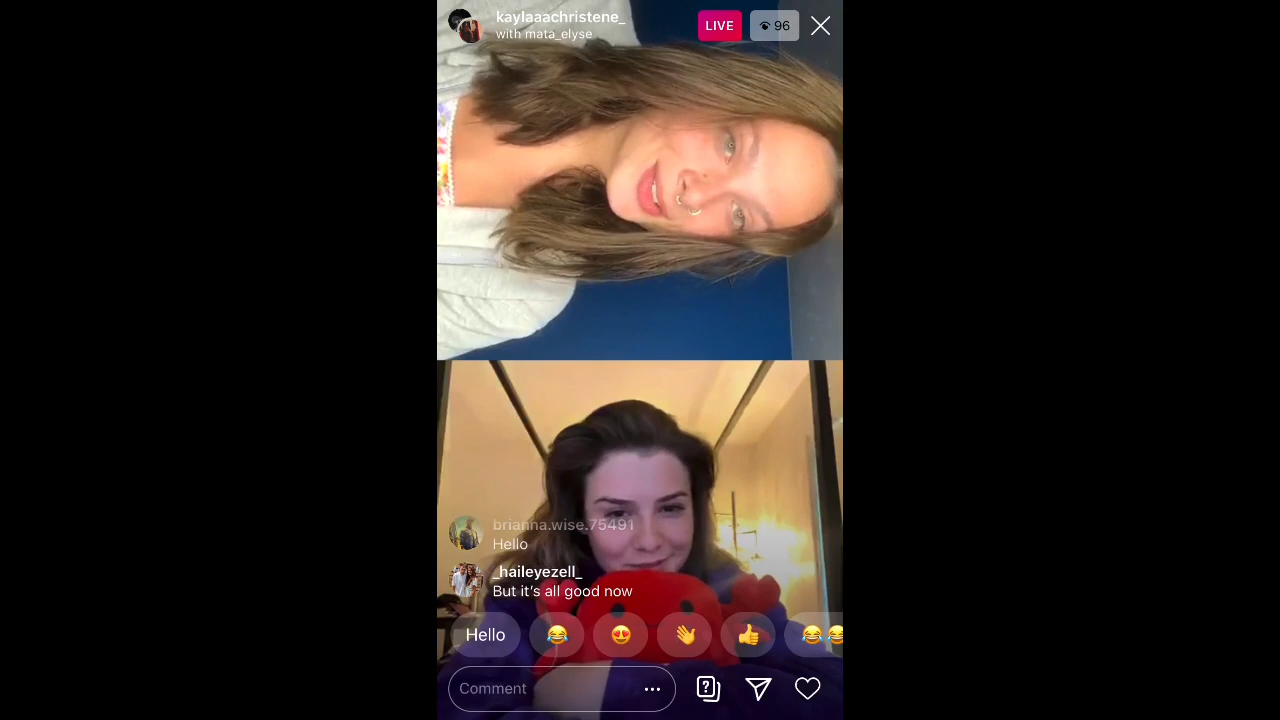 kaylaaachristene_
with mata_elyse
LIVE
96
brianna.wise.75491
Hello
_haileyezell_
But it's all good now
Hello
Comment